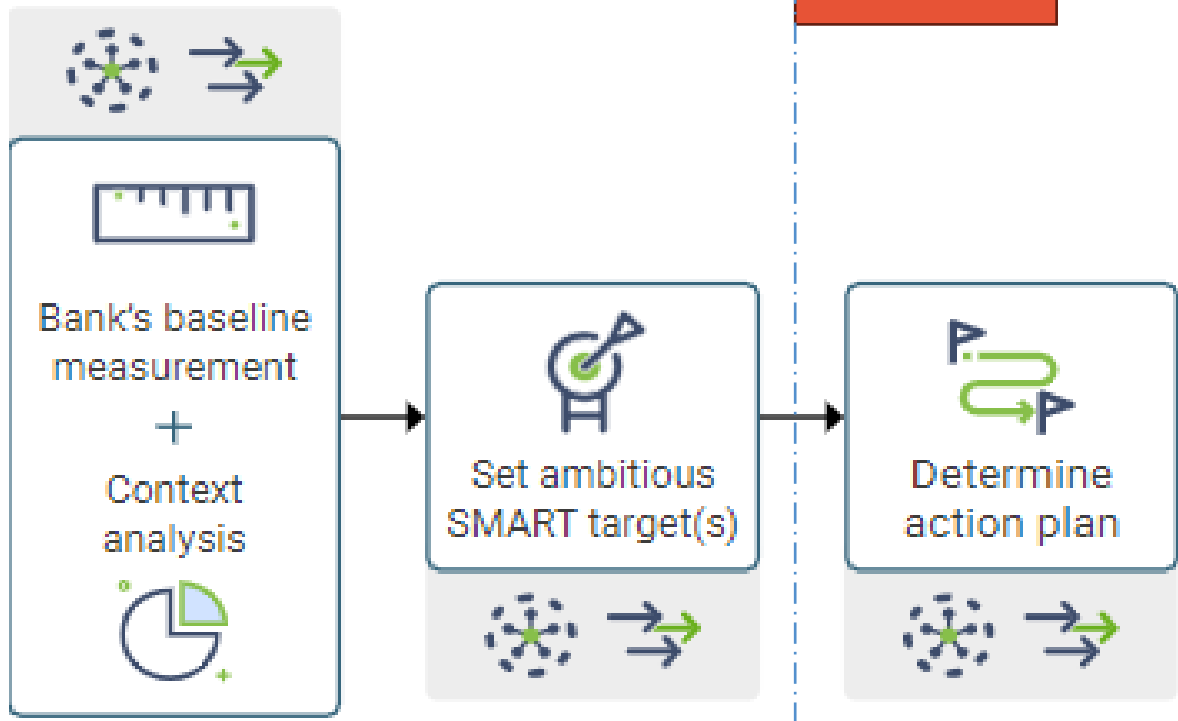 Bank's baseline
measurement
+
Context
analysis
Set ambitious
SMART target(s)
Determine
action plan